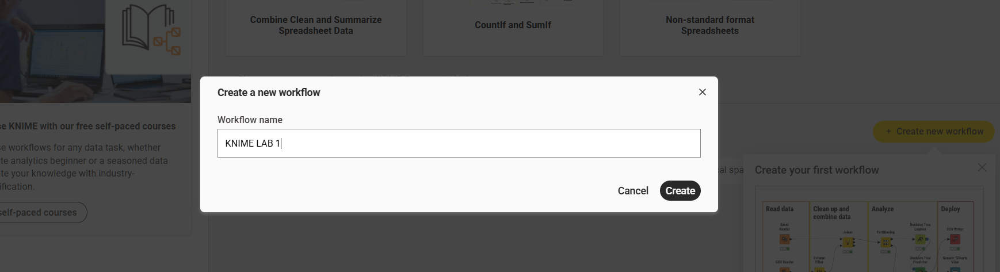 Combine Clean and Summarize
Spreadsheet Data
CountIf and SumIf
Non-standard format
Spreadsheets
Create a new workflow
Workflow name
KNIME LAB 1
Cancel
Create
se KNIME with our free self-paced courses
se workflows for any data task, whether
te analytics beginner or a seasoned data
te your knowledge with industry-
ification.
self-paced courses
+ Create new workflow
cal spa
Create your first workflow
Read data
Clean up and
combine data
Analyze
Deploy
Excel
Reader
Joiner
Partitioning
Decision Tree
Learner
CSV Writer
CSV Reader
Column
Filter
Decision Tree
Predictor
Generic ECharts
View